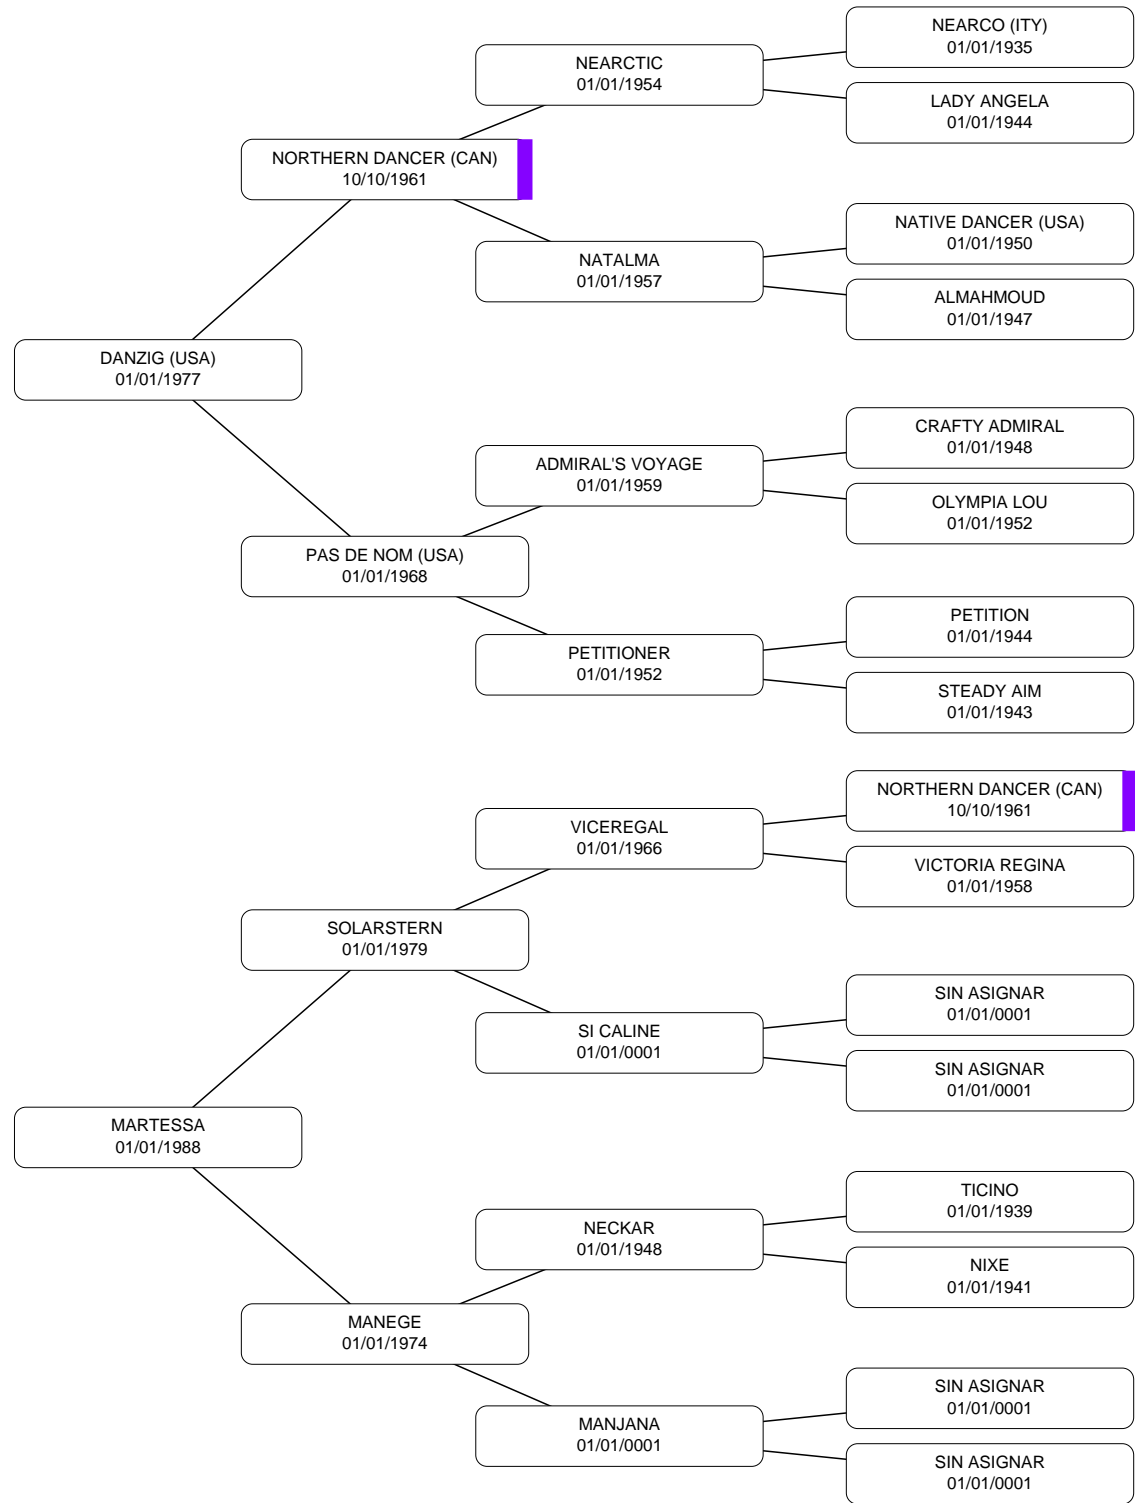 NEARCO (ITY)
01/01/1935
NEARCTIC
01/01/1954
LADY ANGELA
01/01/1944
NORTHERN DANCER (CAN)
10/10/1961
NATIVE DANCER (USA)
01/01/1950
NATALMA
01/01/1957
ALMAHMOUD
01/01/1947
DANZIG (USA)
01/01/1977
CRAFTY ADMIRAL
01/01/1948
ADMIRAL'S VOYAGE
01/01/1959
OLYMPIA LOU
01/01/1952
PAS DE NOM (USA)
01/01/1968
PETITION
01/01/1944
PETITIONER
01/01/1952
STEADY AIM
01/01/1943
NORTHERN DANCER (CAN)
10/10/1961
VICEREGAL
01/01/1966
VICTORIA REGINA
01/01/1958
SOLARSTERN
01/01/1979
SIN ASIGNAR
01/01/0001
SI CALINE
01/01/0001
SIN ASIGNAR
01/01/0001
MARTESSA
01/01/1988
TICINO
01/01/1939
NECKAR
01/01/1948
NIXE
01/01/1941
MANEGE
01/01/1974
SIN ASIGNAR
01/01/0001
MANJANA
01/01/0001
SIN ASIGNAR
01/01/0001